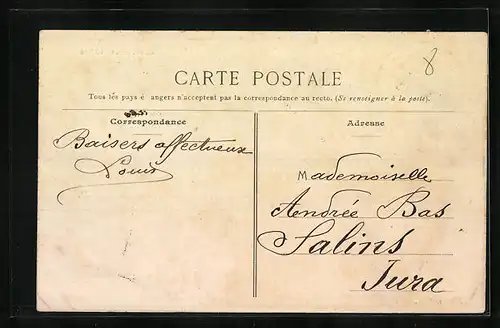 8
CARTE POSTALE
Tous les pays é angers n'acceptent pas la correspondance au recto. (Se renseigner à la poste).
Correspondance
Baisers affectueux
Louis
Adresse
Mademoiselle
Andrée Bas
Salins
Jura